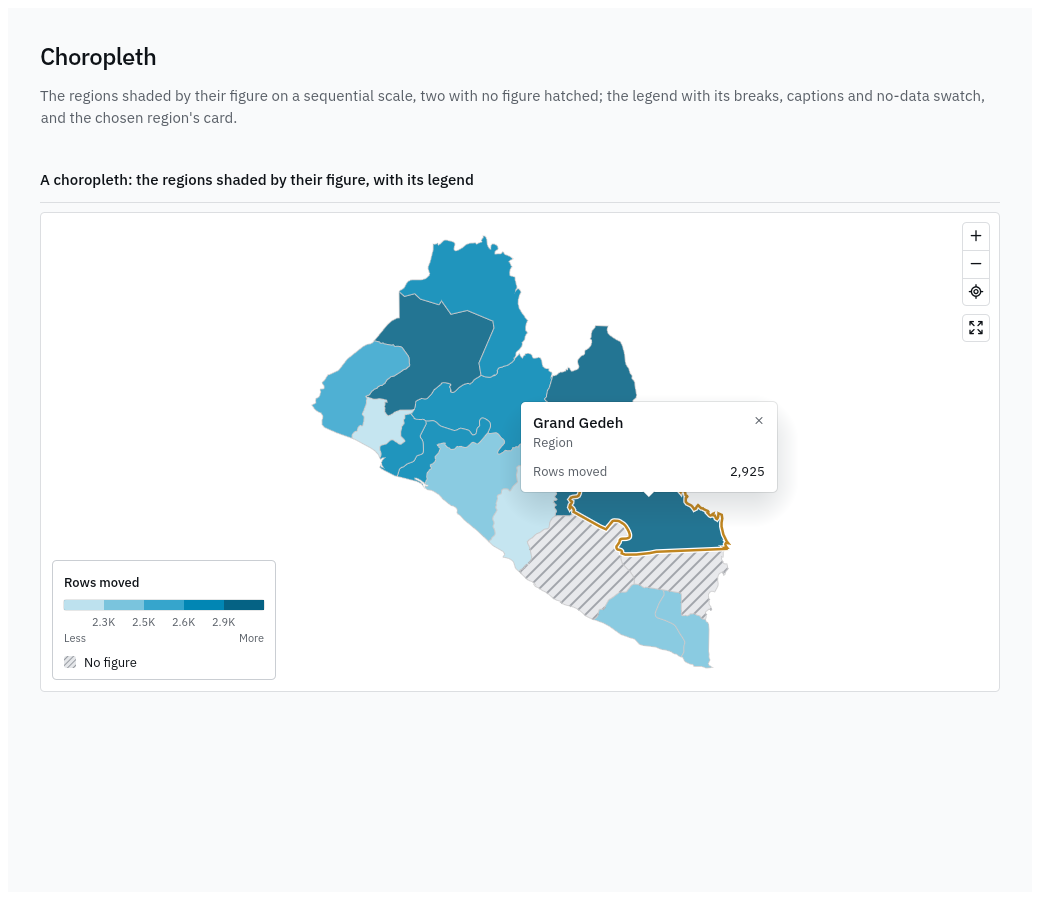 Choropleth
The regions shaded by their figure on a sequential scale, two with no figure hatched; the legend with its breaks, captions and no-data swatch,
and the chosen region's card.
A choropleth: the regions shaded by their figure, with its legend
Grand Gedeh
Region
Rows moved 2,925
Rows moved
2.3K 2.5K 2.6K 2.9K
Less More
No figure